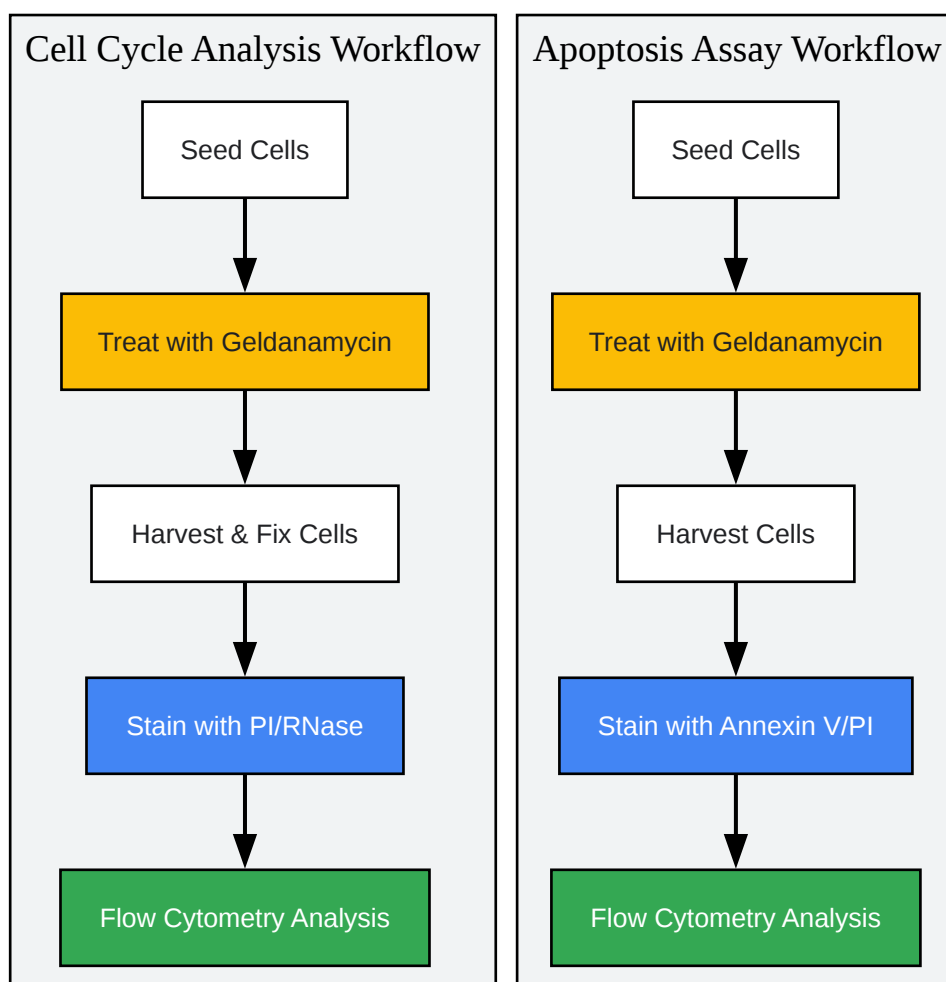 Cell Cycle Analysis Workflow
Seed Cells
Treat with Geldanamycin
Harvest & Fix Cells
Stain with PI/RNase
Flow Cytometry Analysis
Apoptosis Assay Workflow
Seed Cells
Treat with Geldanamycin
Harvest Cells
Stain with Annexin V/PI
Flow Cytometry Analysis